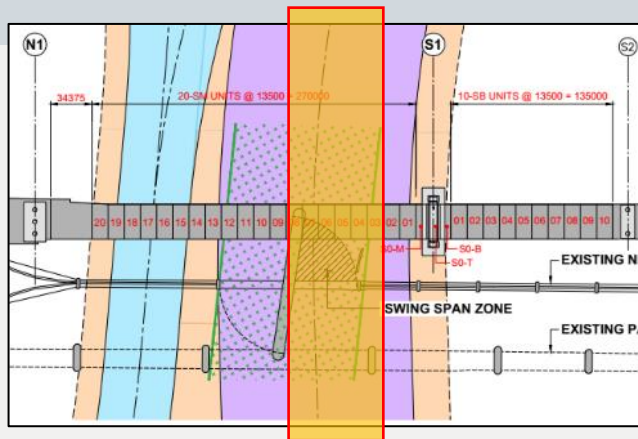 N1
S1
S2
34375
20-SM UNITS @ 13500 = 270000
10-SB UNITS @ 13500 = 135000
20 19 18 17 16 15 14 13 12 11 10 09 06 05 04 03 02 01
01 02 03 04 05 06 07 08 09 10
S0-M
S0-B
S0-T
EXISTING N
SWING SPAN ZONE
EXISTING PA